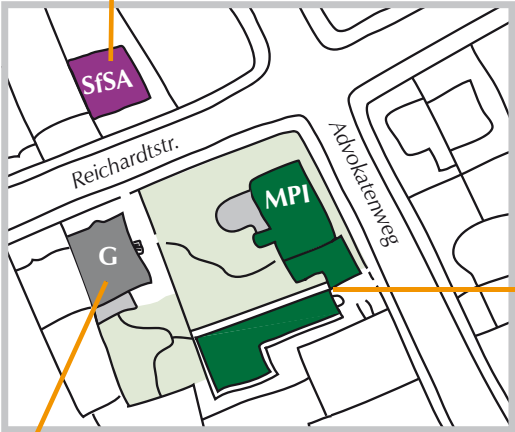 SfSA
Reichardtstr.
Advokatenweg
MPI
G